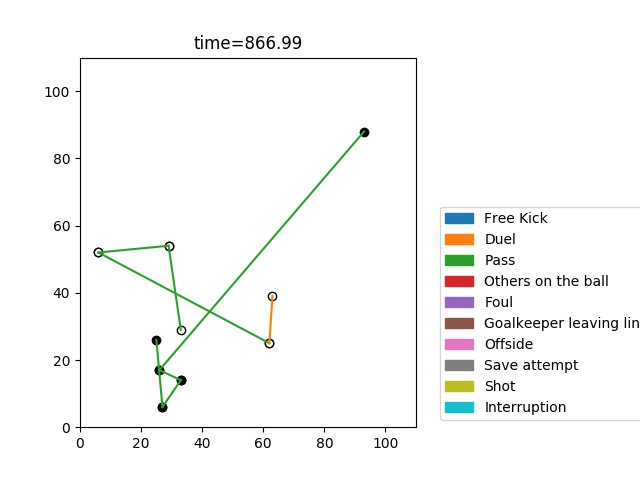 time=866.99
100
80
60
40
20
0
0 20 40 60 80 100
Free Kick
Duel
Pass
Others on the ball
Foul
Goalkeeper leaving lin
Offside
Save attempt
Shot
Interruption